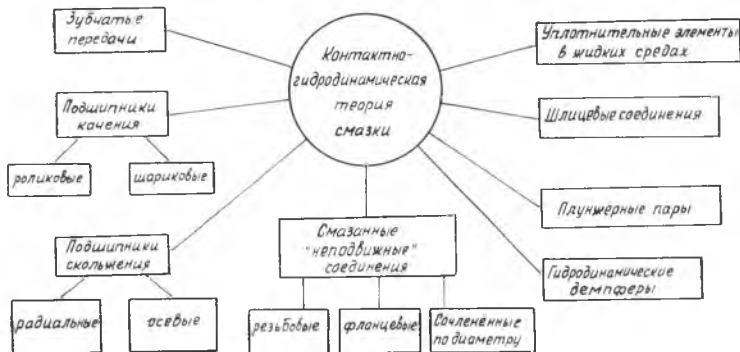 Зубчатые
передачи
Контактно-
гидродинамическая
теория
смазки
Уплотнительные элементы
в жидких средах
Подшипники
качения
Шлицевые соединения
роликовые
шариковые
Плунжерные пары
Смазанные
"неподвижные"
соединения
Подшипники
скольжения
Гидродинамические
демпферы
радиальные
осевые
резьбовые
фланцевые
Сочленённые
по диаметру